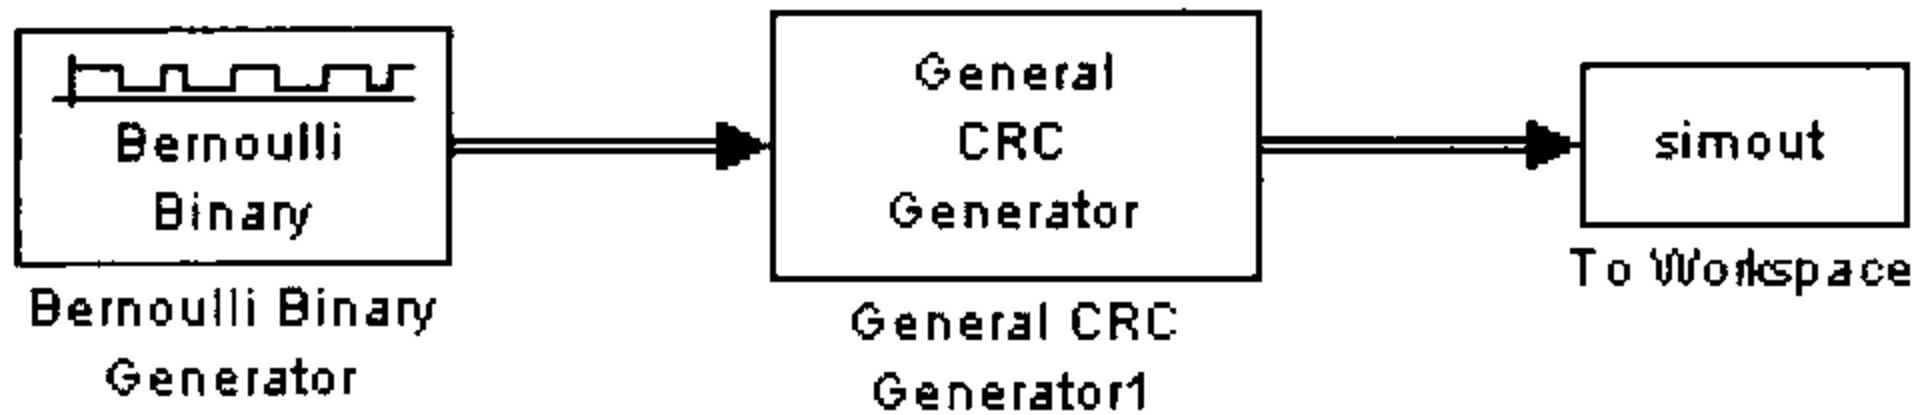 Bernoulli
Binary
Bernoulli Binary
Generator
General
CRC
Generator
General CRC
Generator1
simout
To Workspace